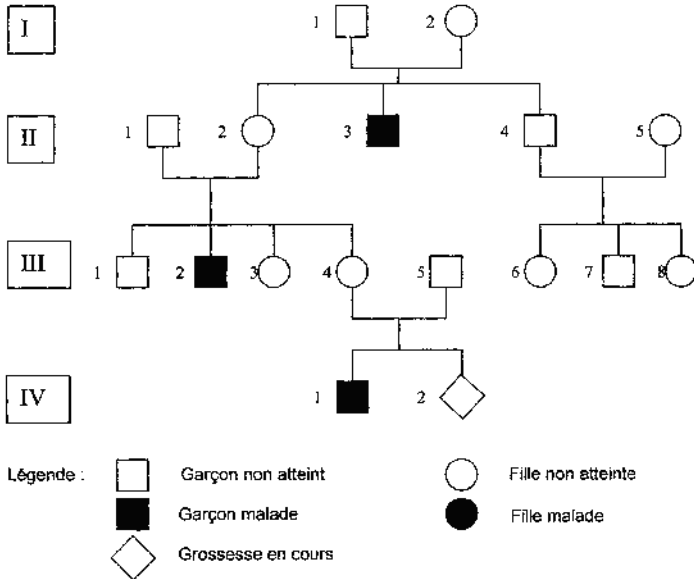 I 1 2
II 1 2 3 4 5
III 1 2 3 4 5 6 7 8
IV 1 2
Légende : Garçon non atteint Fille non atteinte
Garçon malade Fille malade
Grossesse en cours